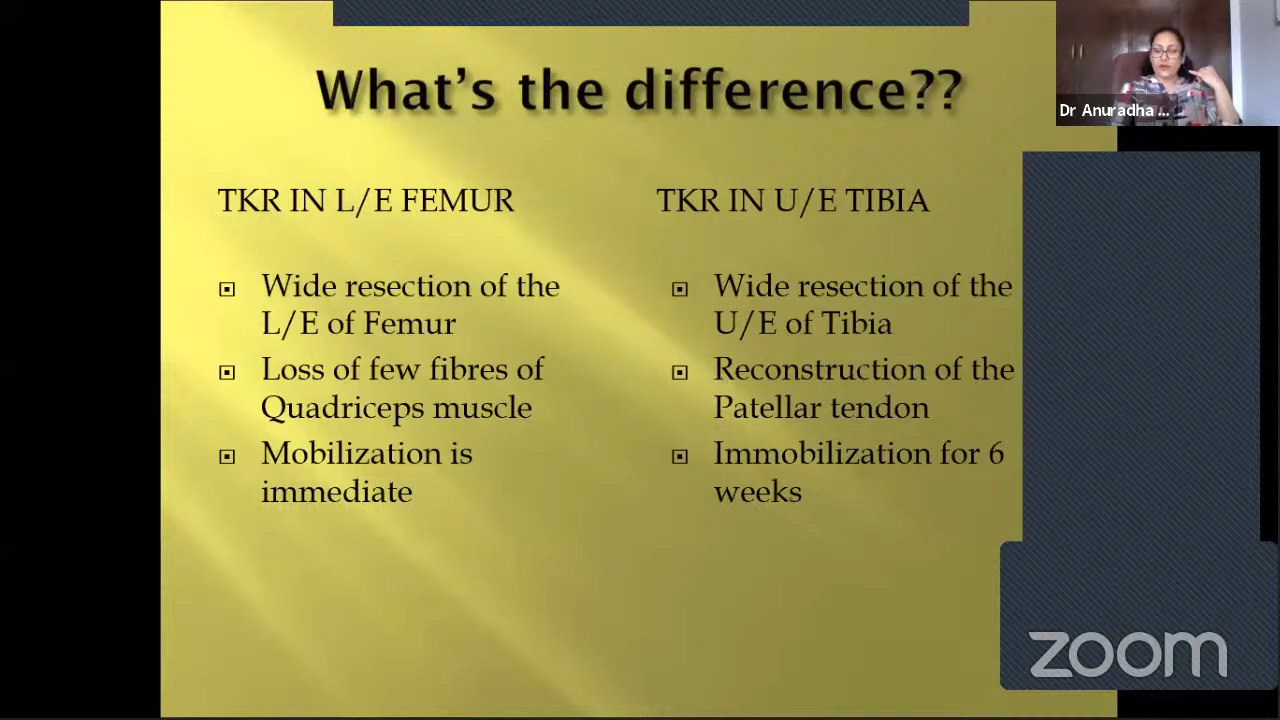 What's the difference??
Dr Anuradha ...
TKR IN L/E FEMUR
Wide resection of the
L/E of Femur
Loss of few fibres of
Quadriceps muscle
Mobilization is
immediate
TKR IN U/E TIBIA
Wide resection of the
U/E of Tibia
Reconstruction of the
Patellar tendon
Immobilization for 6
weeks
zoom